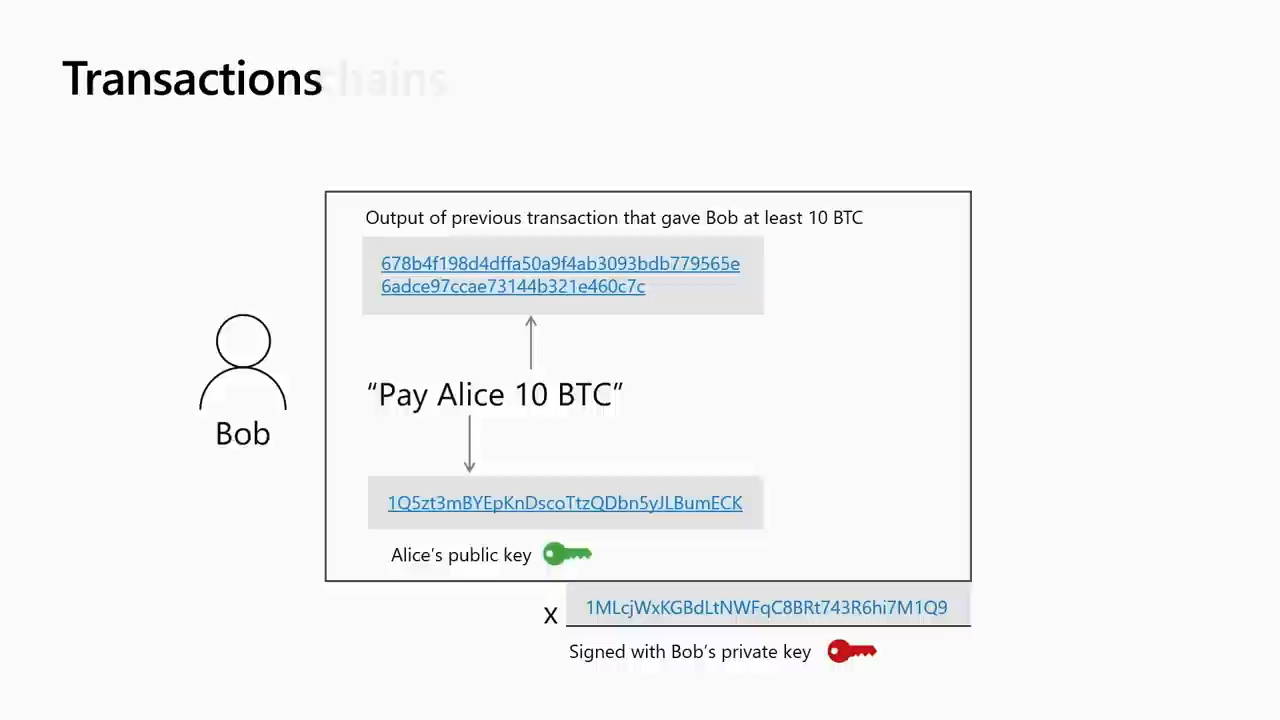 Transactions
chains
Output of previous transaction that gave Bob at least 10 BTC
678b4f198d4dffa50a9f4ab3093bdb779565e
6adce97ccae73144b321e460c7c
“Pay Alice 10 BTC”
Bob
1Q5zt3mBYEpKnDscoTtzQDbn5yJLBumECK
Alice’s public key
X
1MLcjWxKGBdLtNWFqC8BRt743R6hi7M1Q9
Signed with Bob’s private key